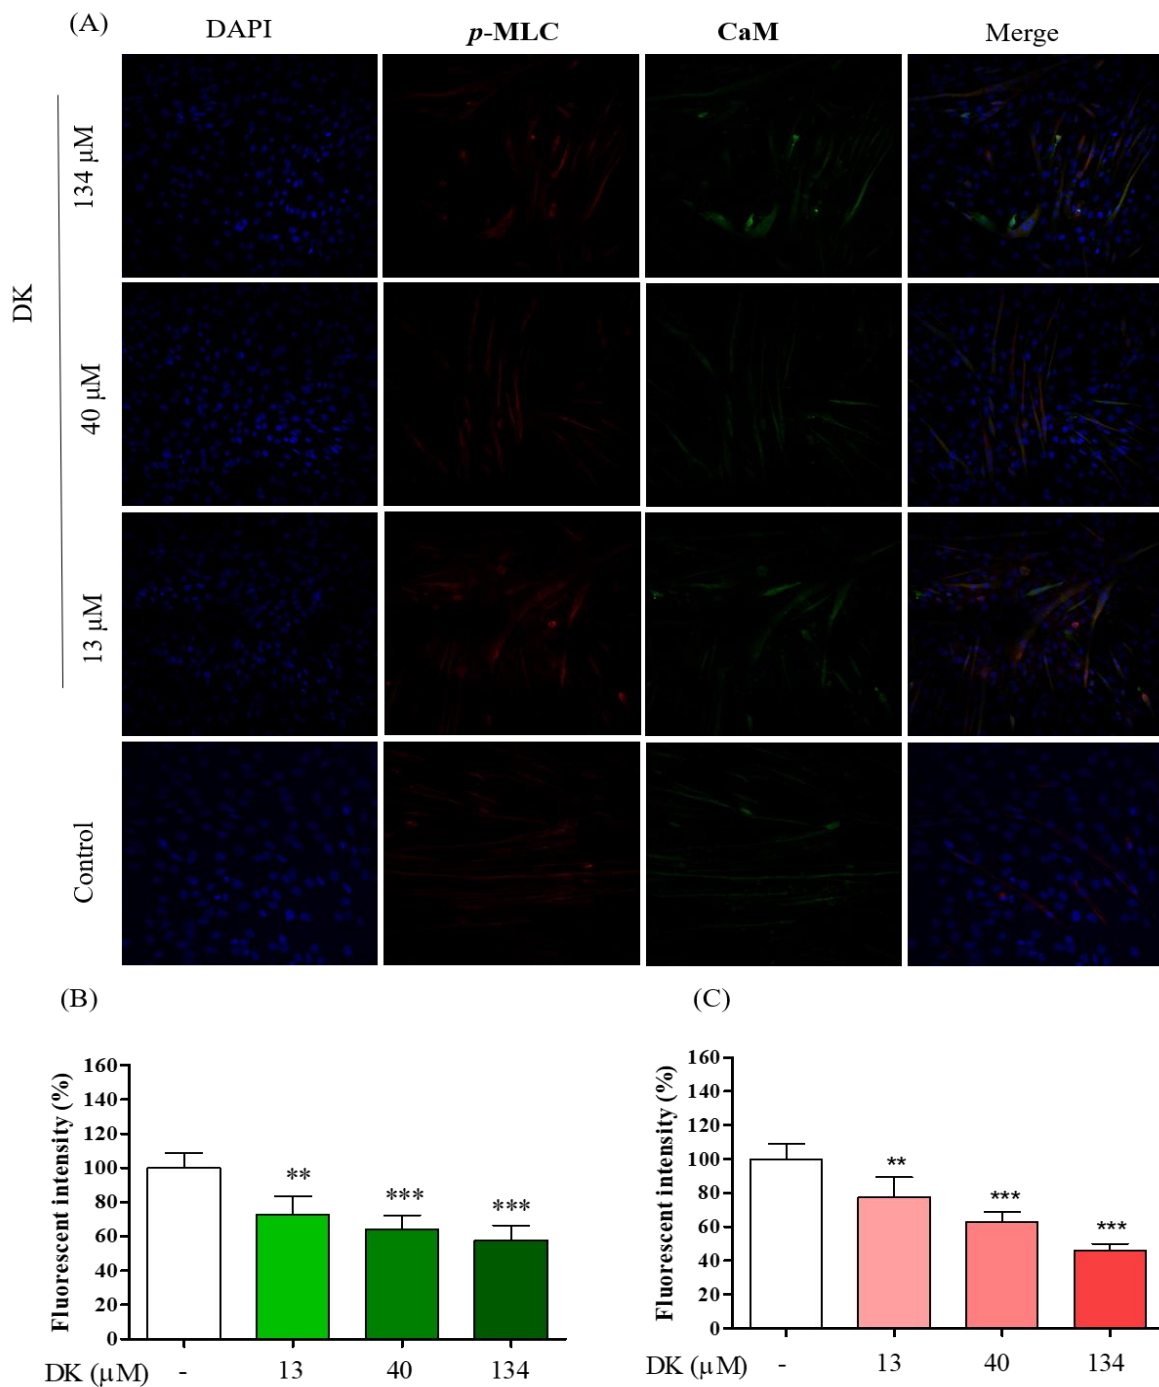 (A)
DAPI p-MLC CaM Merge
DK
134 µM
40 µM
13 µM
Control
(B)
Fluorescent intensity (%)
160
140
120
100
80
60
40
20
0
**
***
***
DK (µM) - 13 40 134
(C)
Fluorescent intensity (%)
160
140
120
100
80
60
40
20
0
**
***
***
DK (µM) - 13 40 134